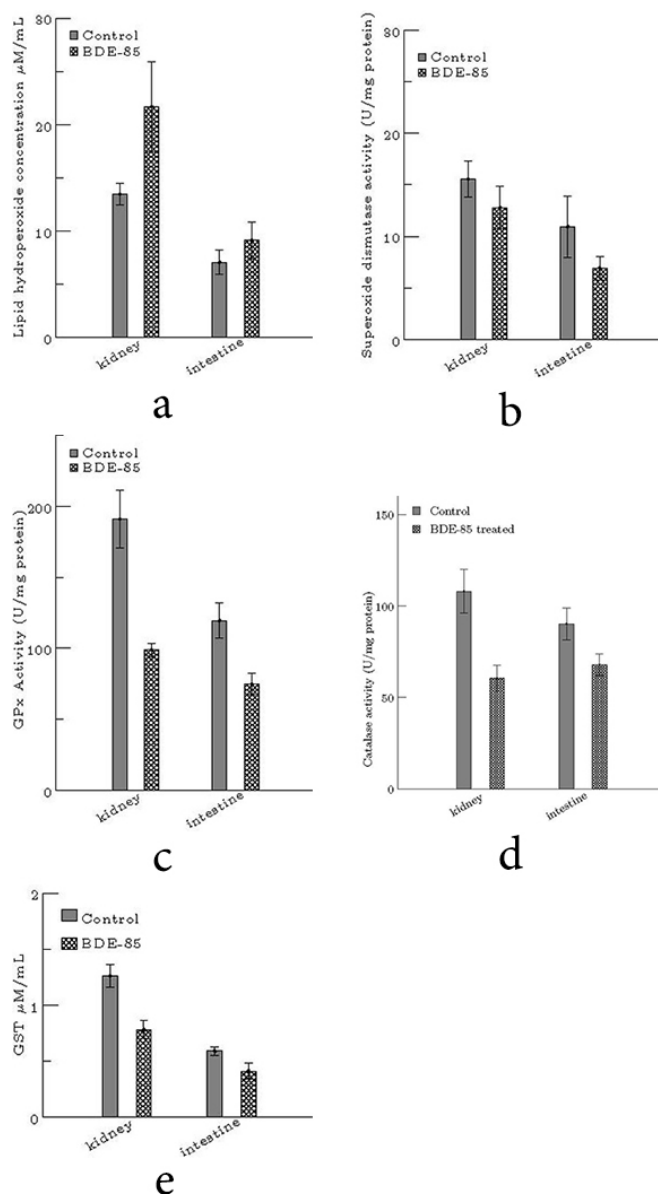 30
20
10
0
Lipid hydroperoxide concentration µM/mL
Control
BDE-85
kidney
intestine
a
30
20
10
0
Superoxide dismutase activity (U/mg protein)
Control
BDE-85
kidney
intestine
b
200
100
0
GPx Activity (U/mg protein)
Control
BDE-85
kidney
intestine
c
150
100
50
0
Catalase activity (U/mg protein)
Control
BDE-85 treated
kidney
intestine
d
2
1
0
GST µM/mL
Control
BDE-85
kidney
intestine
e